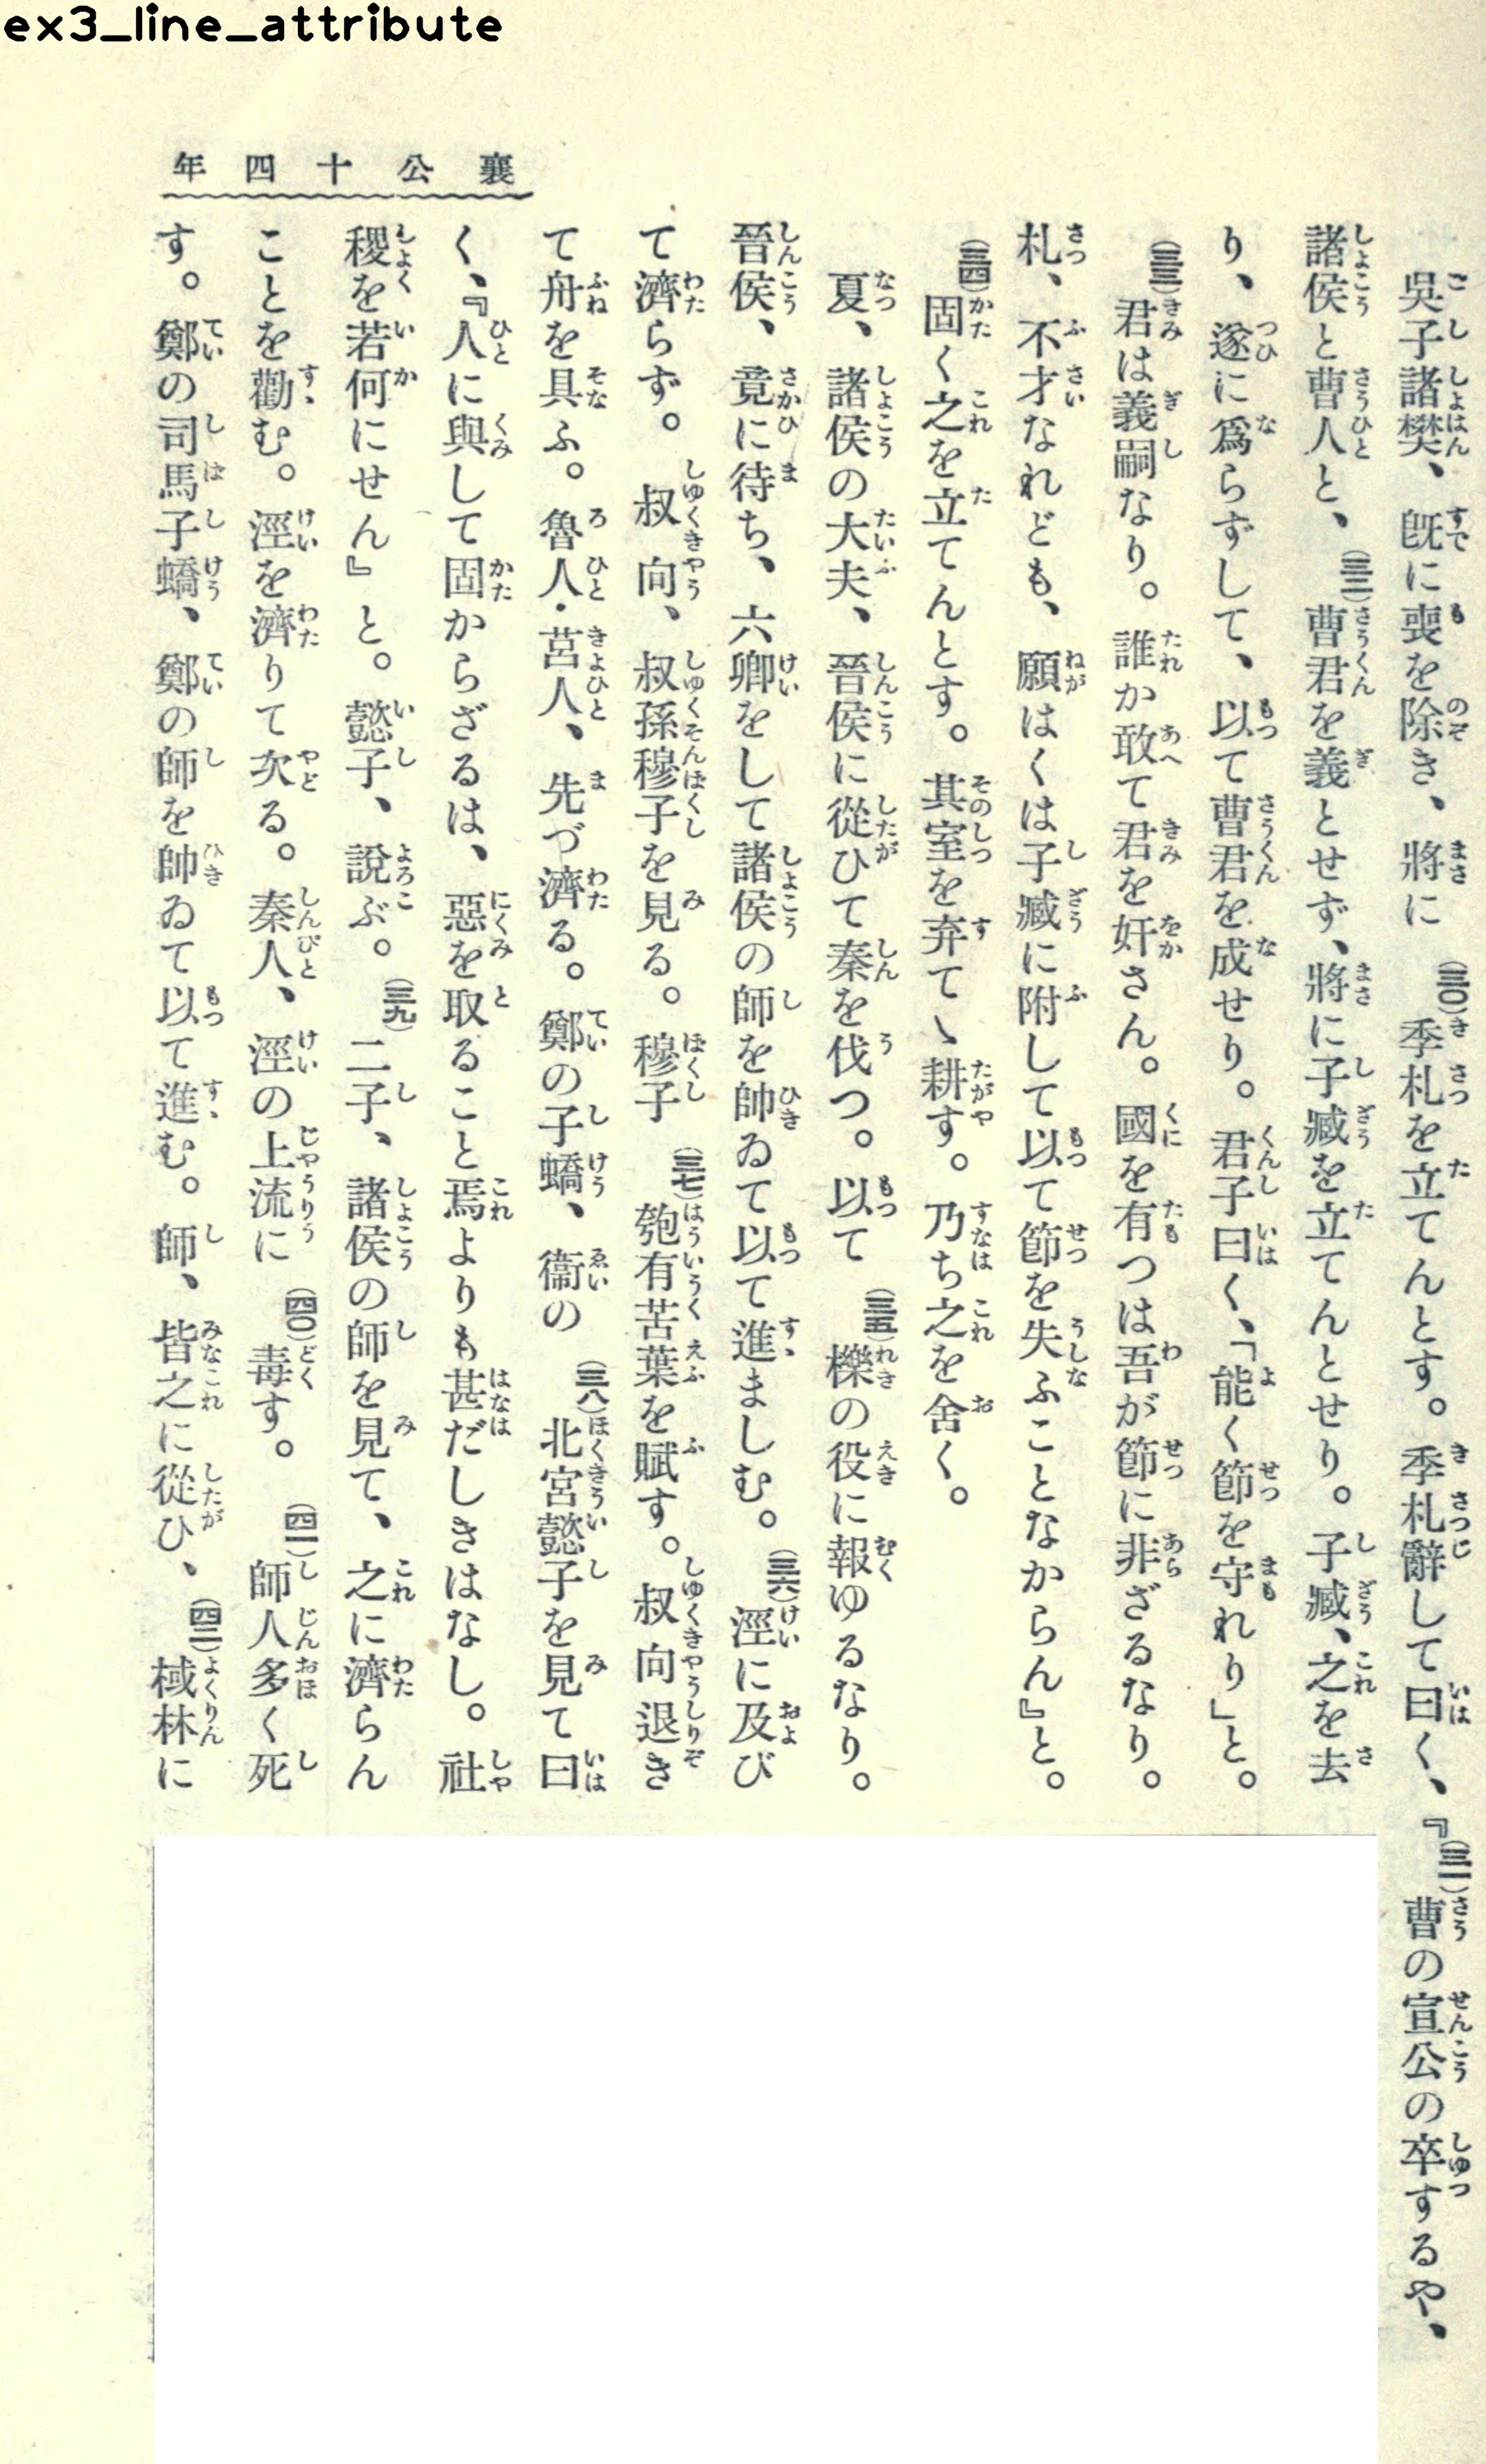 ex3_line_attribute
襄公十四年
吳子諸樊、既に喪を除き、將に(三〇)季札を立てんとす。季札辭して曰く、『(三一)曹の宣公の卒するや、
諸侯と曹人と、(三二)曹君を義とせず、將に子臧を立てんとせり。子臧、之を去
り、遂に爲らずして、以て曹君を成せり。君子曰く、「能く節を守れり」と。
(三三)君は義嗣なり。誰か敢て君を奸さん。國を有つは吾が節に非ざるなり。
札、不才なれども、願はくは子臧に附して以て節を失ふことなからん』と。
(三四)固く之を立てんとす。其室を弃てゝ耕す。乃ち之を舍く。
夏、諸侯の大夫、晉侯に從ひて秦を伐つ。以て(三五)櫟の役に報ゆるなり。
晉侯、竟に待ち、六卿をして諸侯の師を帥ゐて以て進ましむ。(三六)涇に及び
て濟らず。叔向、叔孫穆子を見る。穆子(三七)匏有苦葉を賦す。叔向退き
て舟を具ふ。魯人・莒人、先づ濟る。鄭の子蟜、衞の(三八)北宮懿子を見て曰
く、『人に與して固からざるは、惡を取ること焉よりも甚だしきはなし。社
稷を若何にせん』と。懿子、說ぶ。(三九)二子、諸侯の師を見て、之に濟らん
ことを勸む。涇を濟りて次る。秦人、涇の上流に(四〇)毒す。(四一)師人多く死
す。鄭の司馬子蟜、鄭の師を帥ゐて以て進む。師、皆之に從ひ、(四二)棫林に